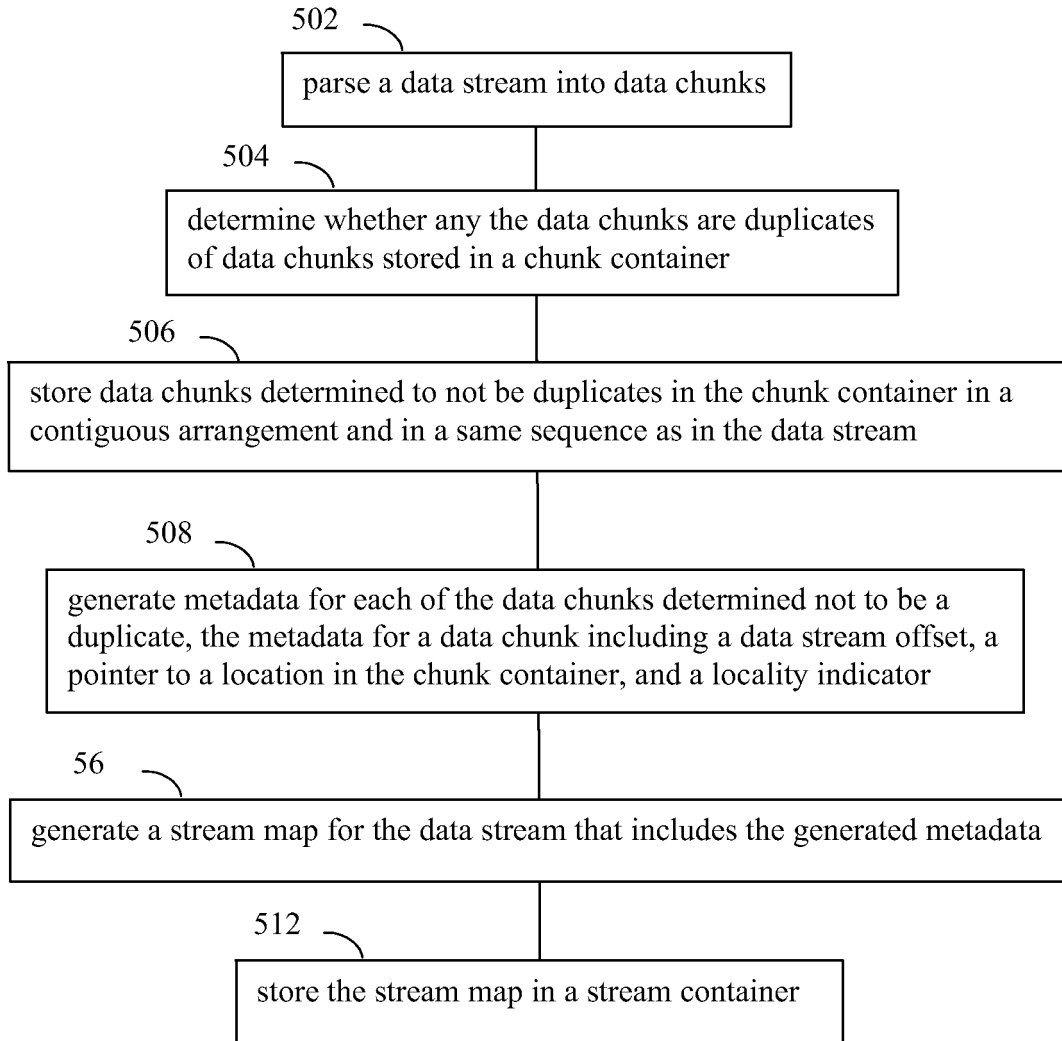 502
parse a data stream into data chunks
504
determine whether any the data chunks are duplicates
of data chunks stored in a chunk container
506
store data chunks determined to not be duplicates in the chunk container in a
contiguous arrangement and in a same sequence as in the data stream
508
generate metadata for each of the data chunks determined not to be a
duplicate, the metadata for a data chunk including a data stream offset, a
pointer to a location in the chunk container, and a locality indicator
56
generate a stream map for the data stream that includes the generated metadata
512
store the stream map in a stream container